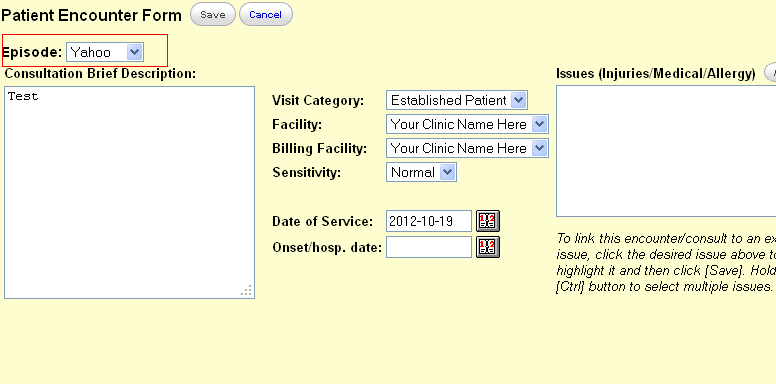 Patient Encounter Form Save Cancel
Episode: Yahoo
Consultation Brief Description:
Test
Visit Category: Established Patient
Facility: Your Clinic Name Here
Billing Facility: Your Clinic Name Here
Sensitivity: Normal
Date of Service: 2012-10-19
Onset/hosp. date:
Issues (Injuries/Medical/Allergy)
To link this encounter/consult to an
issue, click the desired issue above
highlight it and then click [Save]. Hold
[Ctrl] button to select multiple issues.